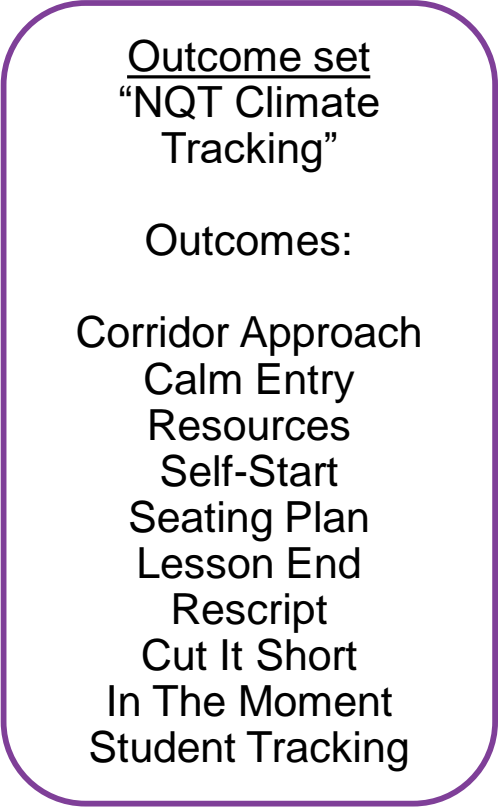 Outcome set
“NQT Climate
Tracking”
Outcomes:
Corridor Approach
Calm Entry
Resources
Self-Start
Seating Plan
Lesson End
Rescript
Cut It Short
In The Moment
Student Tracking